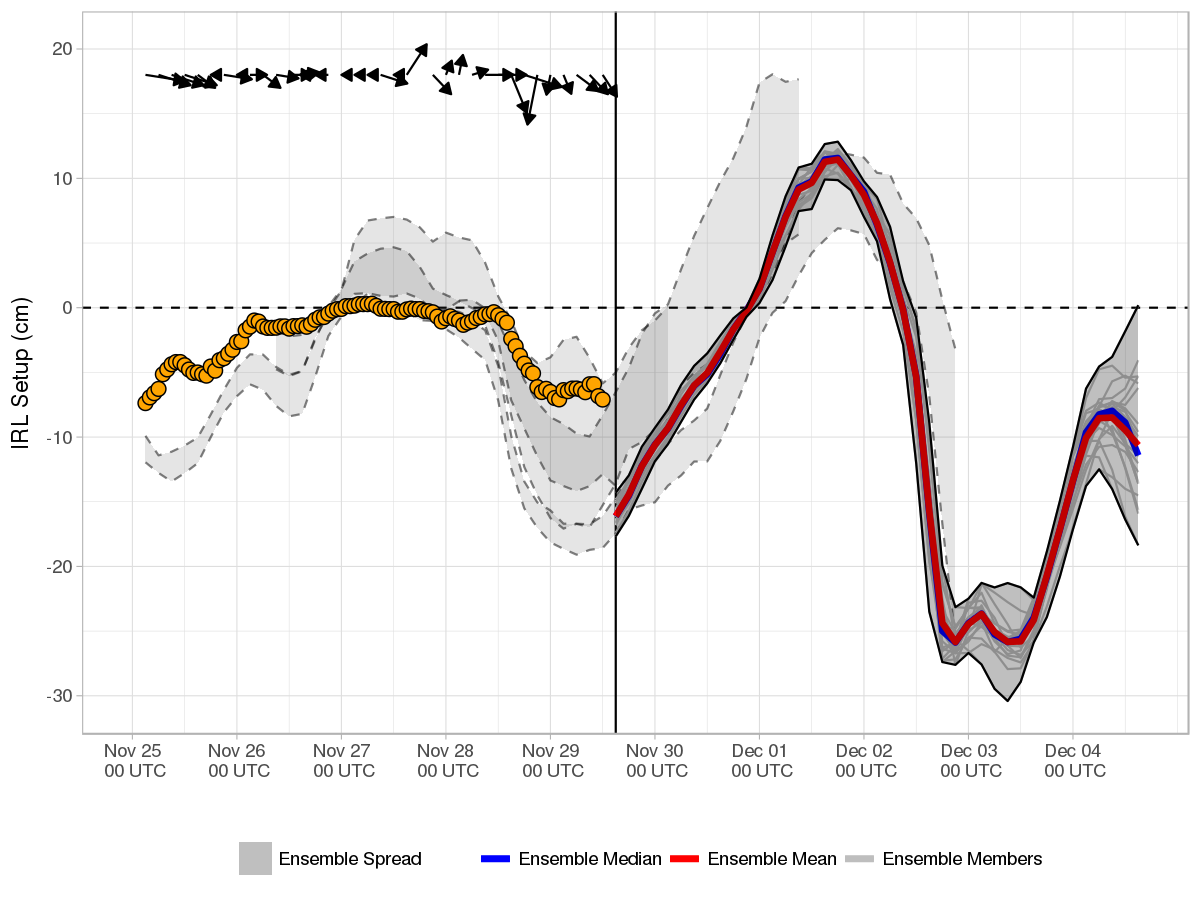 IRL Setup (cm)
20
10
0
-10
-20
-30
Nov 25 Nov 26 Nov 27 Nov 28 Nov 29 Nov 30 Dec 01 Dec 02 Dec 03 Dec 04
00 UTC 00 UTC 00 UTC 00 UTC 00 UTC 00 UTC 00 UTC 00 UTC 00 UTC 00 UTC
Ensemble Spread Ensemble Median Ensemble Mean Ensemble Members